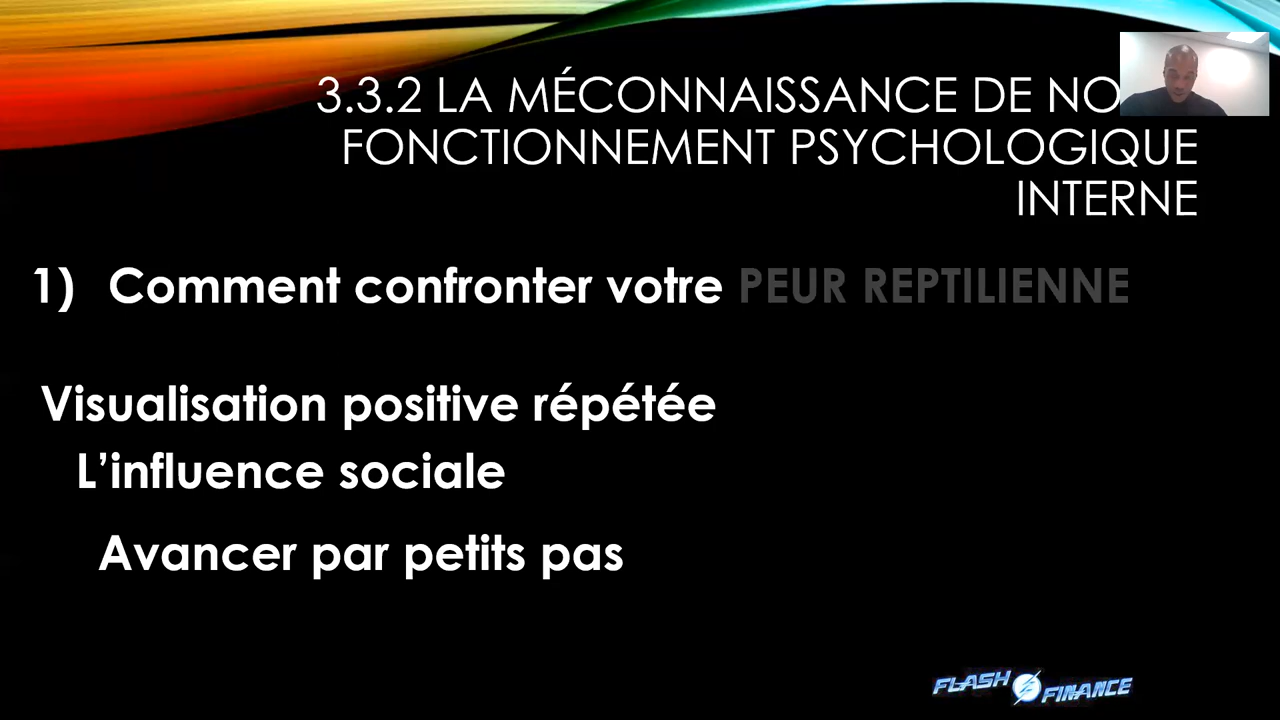 3.3.2 LA MÉCONNAISSANCE DE NO
FONCTIONNEMENT PSYCHOLOGIQUE
INTERNE
1) Comment confronter votre PEUR REPTILIENNE
Visualisation positive répétée
L’influence sociale
Avancer par petits pas
FLASH FINANCE